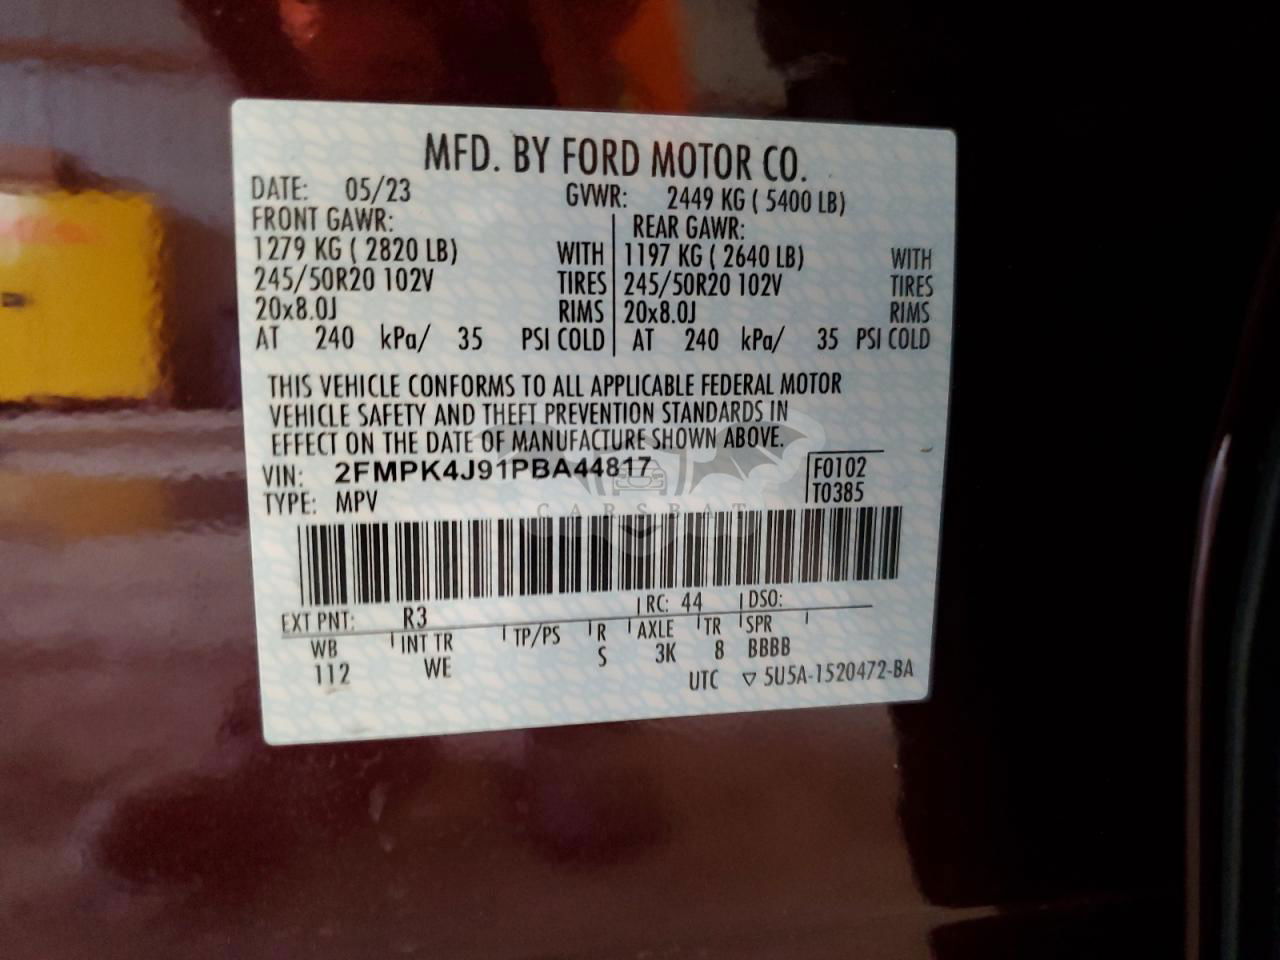 MFD. BY FORD MOTOR CO.
DATE: 05/23 GVWR: 2449 KG ( 5400 LB)
FRONT GAWR: REAR GAWR:
1279 KG ( 2820 LB) WITH 1197 KG ( 2640 LB) WITH
245/50R20 102V TIRES 245/50R20 102V TIRES
20x8.0J RIMS 20x8.0J RIMS
AT 240 kPa/ 35 PSI COLD AT 240 kPa/ 35 PSI COLD
THIS VEHICLE CONFORMS TO ALL APPLICABLE FEDERAL MOTOR
VEHICLE SAFETY AND THEFT PREVENTION STANDARDS IN
EFFECT ON THE DATE OF MANUFACTURE SHOWN ABOVE.
VIN: 2FMPK4J91PBA44817 F0102
TYPE: MPV T0385
CARSBAT
EXT PNT: R3 RC: 44 DSO:
WB INT TR TP/PS R AXLE TR SPR
112 WE S 3K 8 BBBB
UTC ▽ 5U5A-1520472-BA